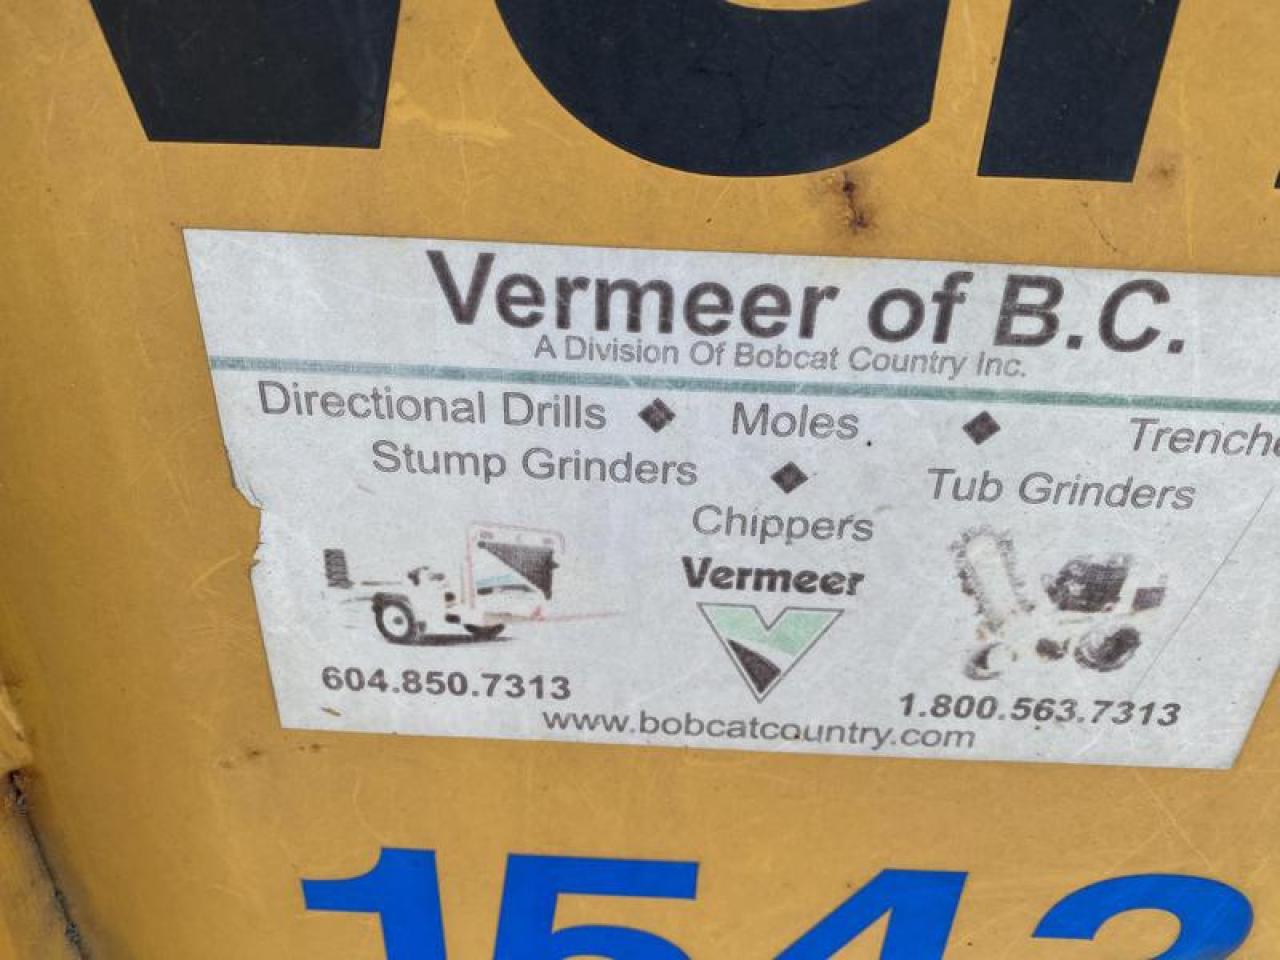 Vermeer of B.C.
A Division Of Bobcat Country Inc.
Directional Drills ◆ Moles ◆
Stump Grinders ◆ Tub Grinders
Chippers
Vermeer
604.850.7313
1.800.563.7313
www.bobcatcountry.com